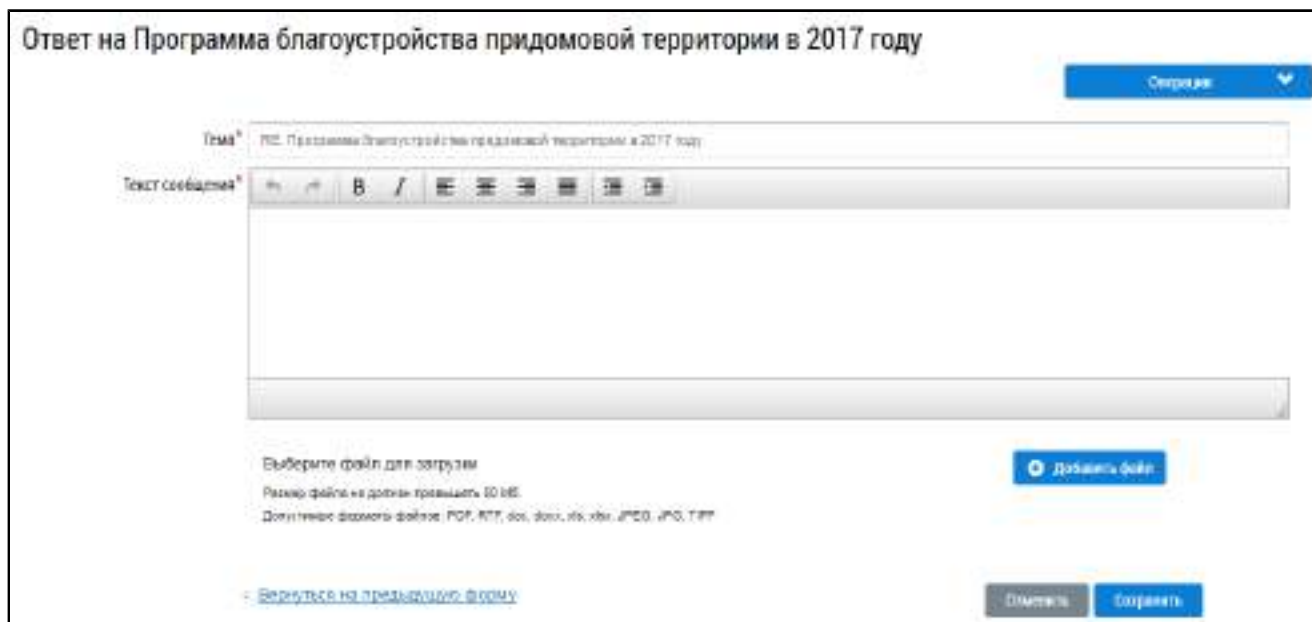 Ответ на Программа благоустройства придомовой территории в 2017 году
Операции
Тема*
RE: Программа благоустройства придомовой территории в 2017 году
Текст сообщения*
B I
Выберите файл для загрузки
Добавить файл
Размер файла не должен превышать 50 Мб.
Допустимые форматы файлов: PDF, RTF, doc, docx, xls, xlsx, JPEG, JPG, TIFF
< Вернуться на предыдущую форму
Отменить
Сохранить